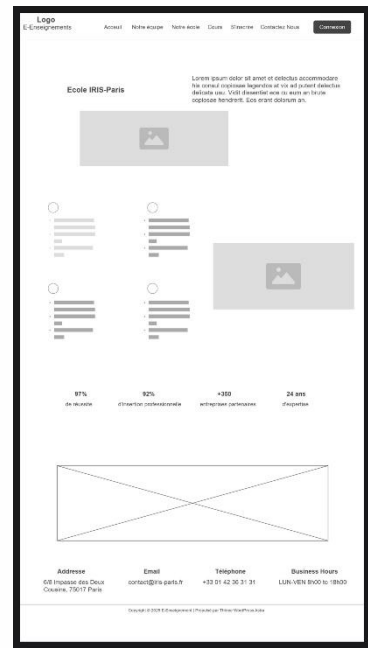 Logo
E-Enseignements
Acceuil Notre équipe Notre école Cours S'inscrire Contactez Nous Connexion
Ecole IRIS-Paris
Lorem ipsum dolor sit amet et delectus accommodare
his consul copiosae legendos at vix ad putent delectus
delicata usu. Vidit dissentiet eos cu eum an brute
copiosae hendrerit. Eos erant dolorum an.
97% 92% +350 24 ans
de réussite d'insertion professionnelle entreprises partenaires d'expertise
Addresse Email Téléphone Business Hours
6/8 Impasse des Deux contact@iris-paris.fr +33 01 42 36 31 31 LUN-VEN 8h00 to 18h00
Cousins, 75017 Paris